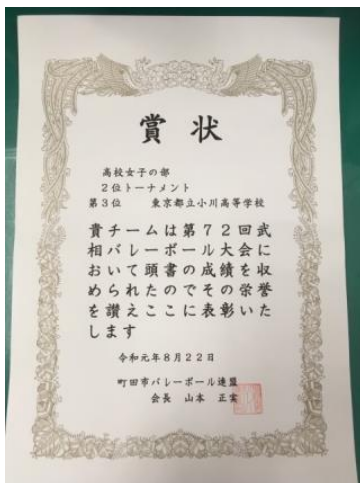 賞状
高校女子の部
2位トーナメント
第3位 東京都立小川高等学校
貴チームは第72回武
相バレーボール大会に
おいて頭書の成績を収
められたのでその栄誉
を讃えここに表彰いた
します
令和元年8月22日
町田市バレーボール連盟
会長 山本 正実